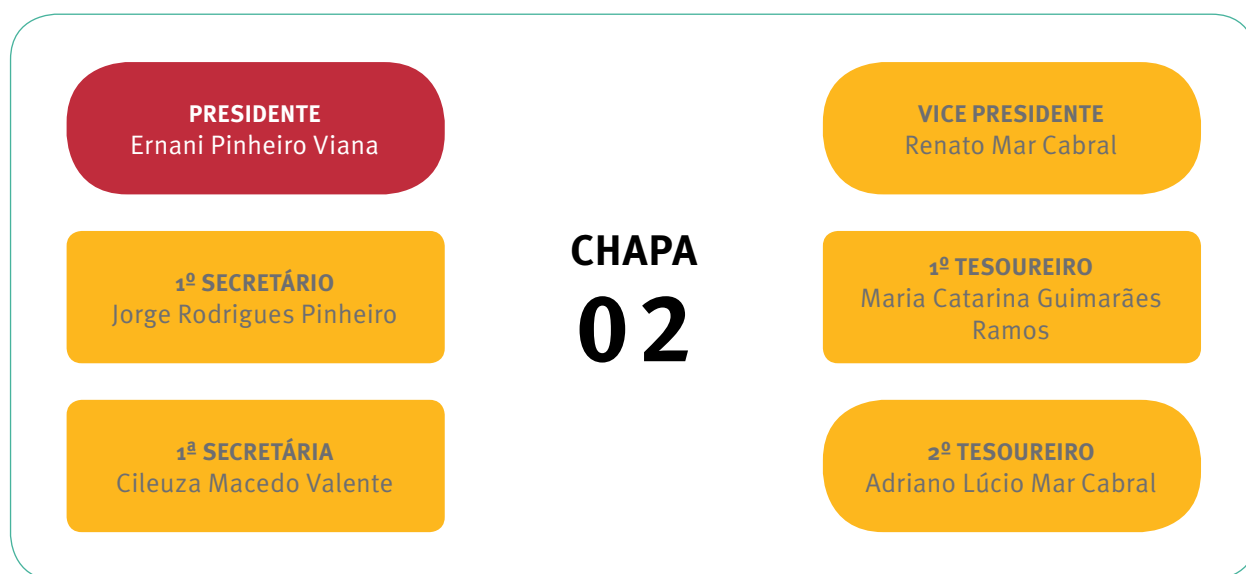 PRESIDENTE
Ernani Pinheiro Viana
VICE PRESIDENTE
Renato Mar Cabral
CHAPA
02
1º SECRETÁRIO
Jorge Rodrigues Pinheiro
1º TESOUREIRO
Maria Catarina Guimarães
Ramos
1ª SECRETÁRIA
Cileuza Macedo Valente
2º TESOUREIRO
Adriano Lúcio Mar Cabral